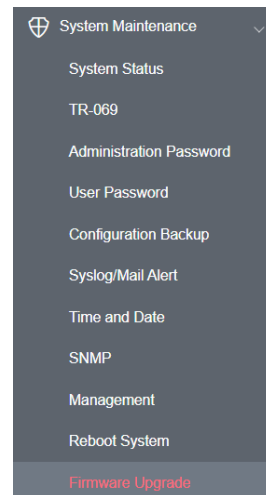 System Maintenance
System Status
TR-069
Administration Password
User Password
Configuration Backup
Syslog/Mail Alert
Time and Date
SNMP
Management
Reboot System
Firmware Upgrade